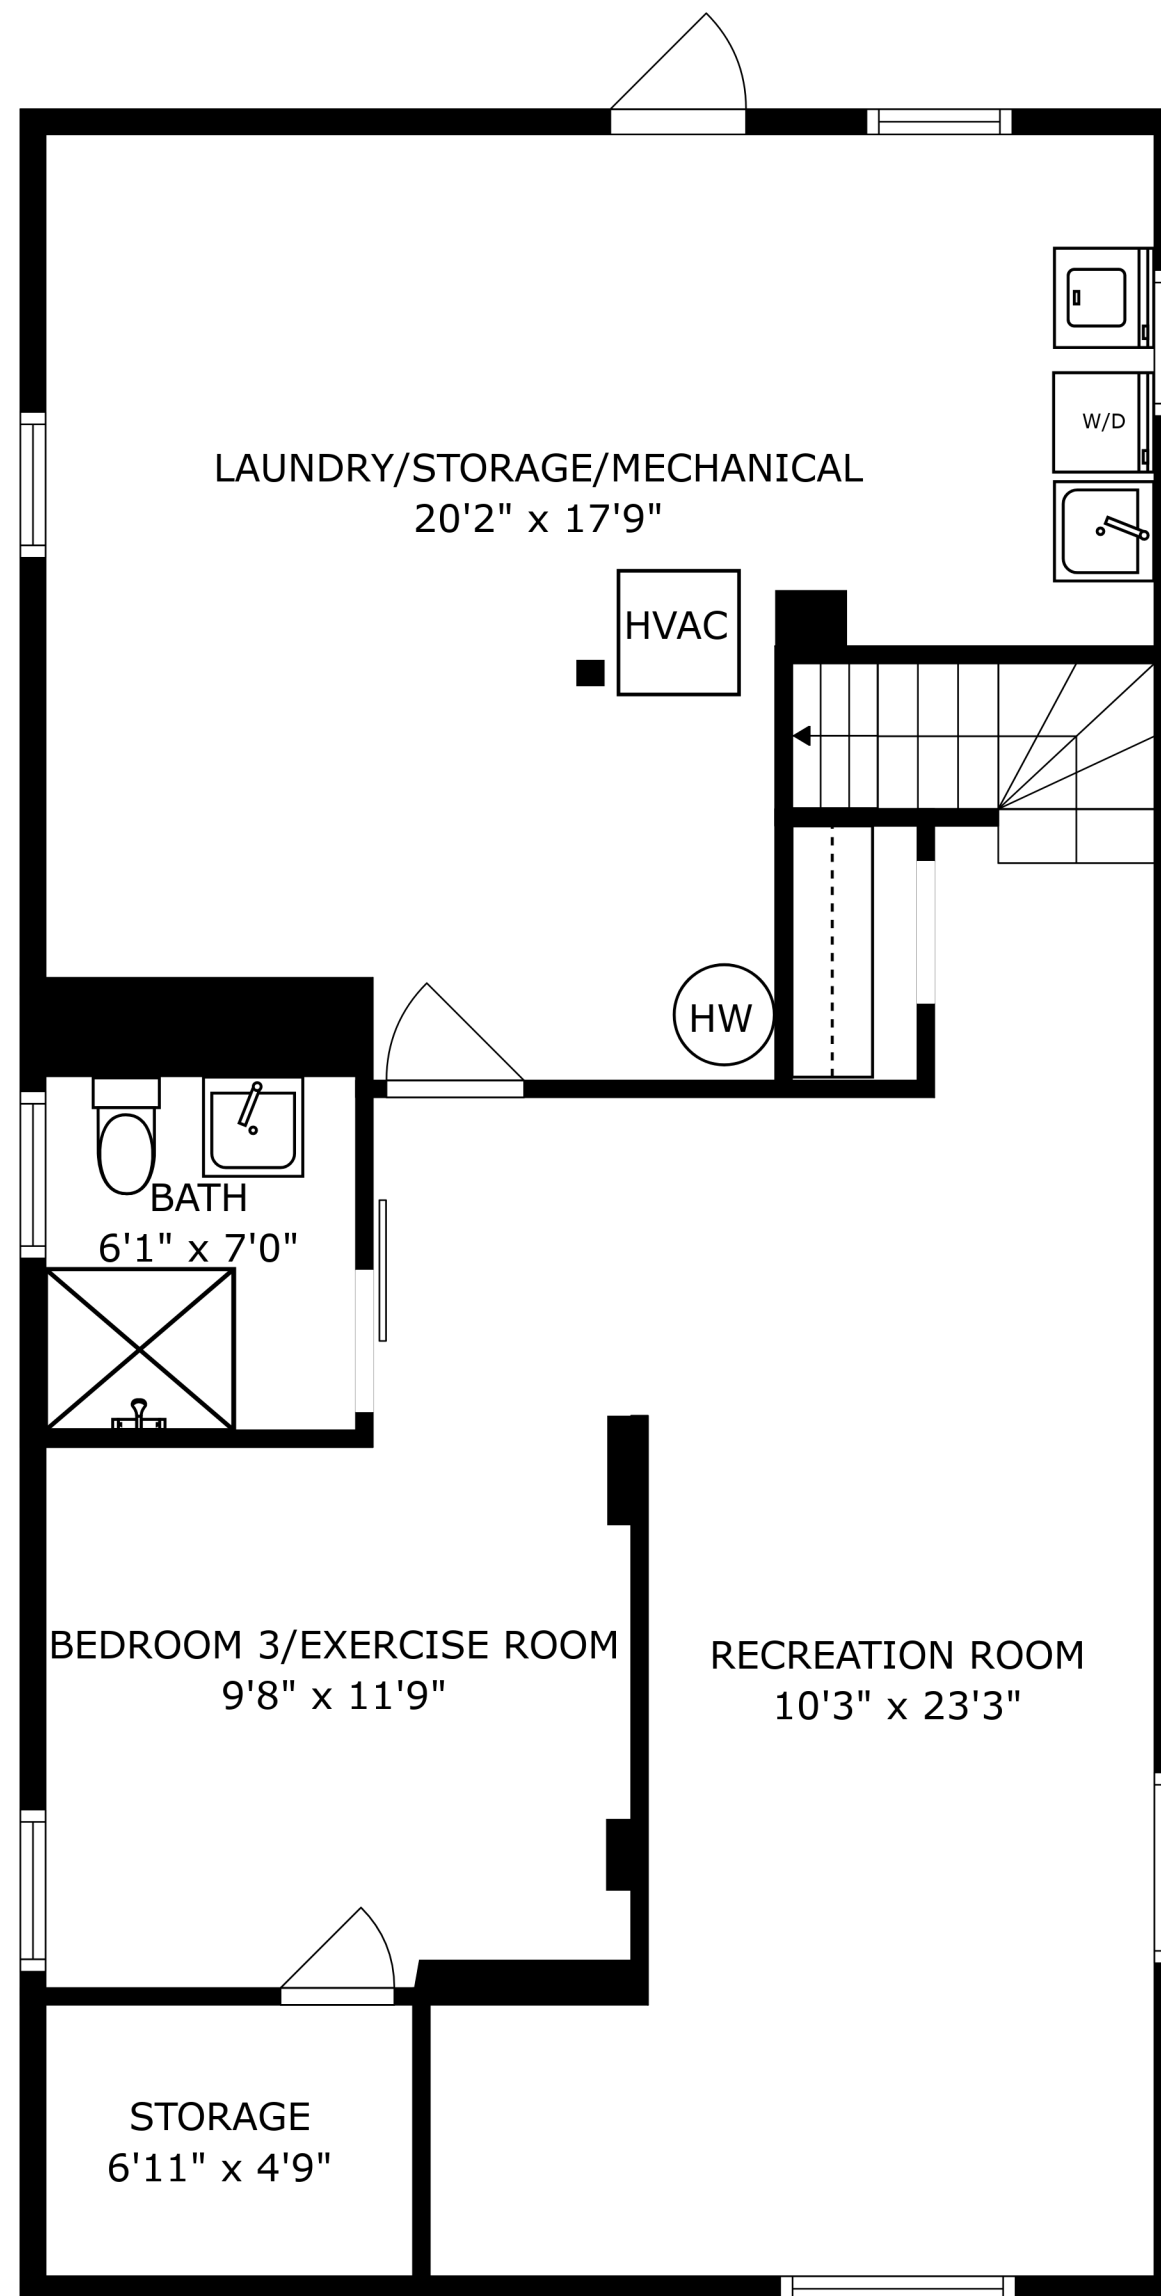 W/D
LAUNDRY/STORAGE/MECHANICAL
20'2" x 17'9"
HVAC
HW
BATH
6'1" x 7'0"
BEDROOM 3/EXERCISE ROOM
9'8" x 11'9"
RECREATION ROOM
10'3" x 23'3"
STORAGE
6'11" x 4'9"